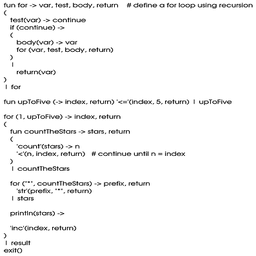 fun for -> var, test, body, return # define a for loop using recursion
(
test(var) -> continue
if (continue) ->
(
body(var) -> var
for (var, test, body, return)
)
|
return(var)
)
| for
fun upToFive (-> index, return) '<='(index, 5, return) | upToFive
for (1, upToFive) -> index, return
(
fun countTheStars -> stars, return
(
'count'(stars) -> n
'<'(n, index, return) # continue until n = index
)
| countTheStars
for ("*", countTheStars) -> prefix, return
'str'(prefix, "*", return)
| stars
println(stars) ->
'inc'(index, return)
)
| result
exit()